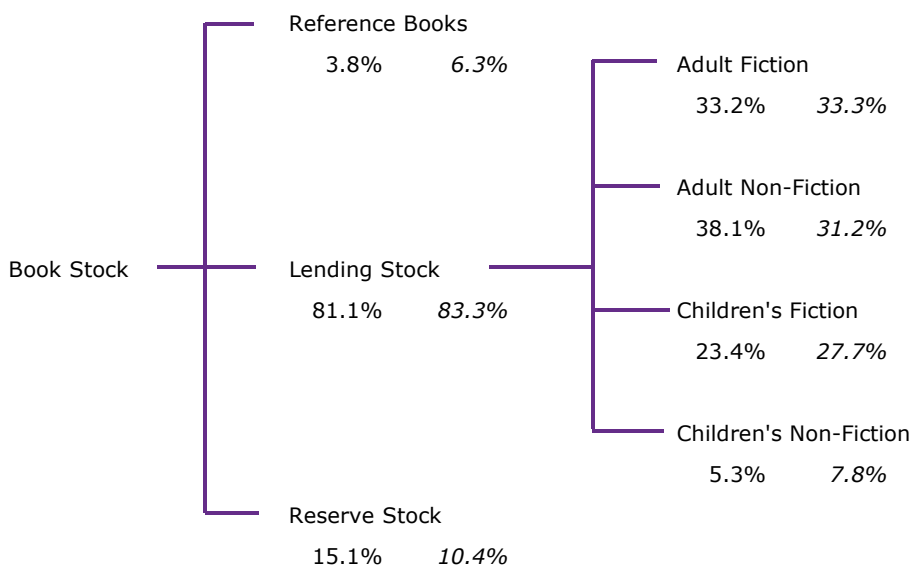 Reference Books
3.8% 6.3%
Adult Fiction
33.2% 33.3%
Adult Non-Fiction
38.1% 31.2%
Book Stock
Lending Stock
81.1% 83.3%
Children's Fiction
23.4% 27.7%
Children's Non-Fiction
5.3% 7.8%
Reserve Stock
15.1% 10.4%